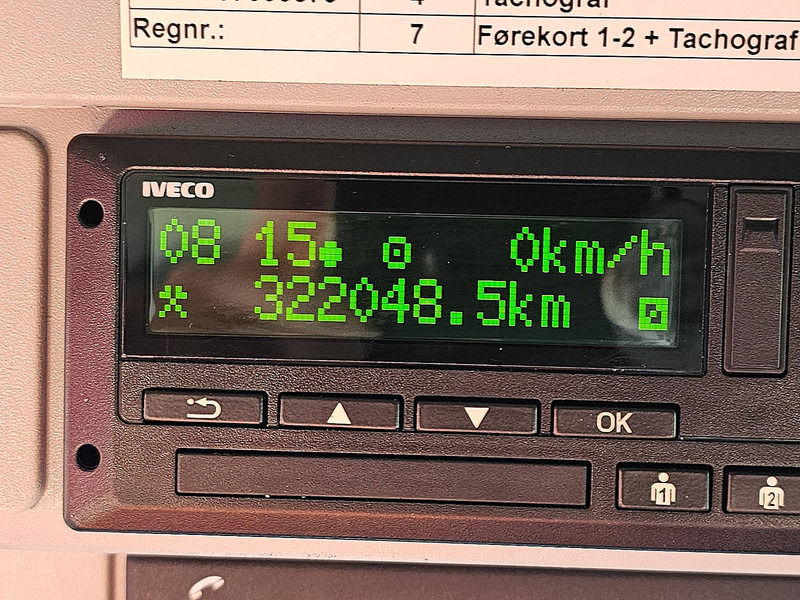 Tachograf
Regnr.: 7 Førekort 1-2 + Tachograf
IVECO
08 15 0km/h
322048.5km
OK
1 2